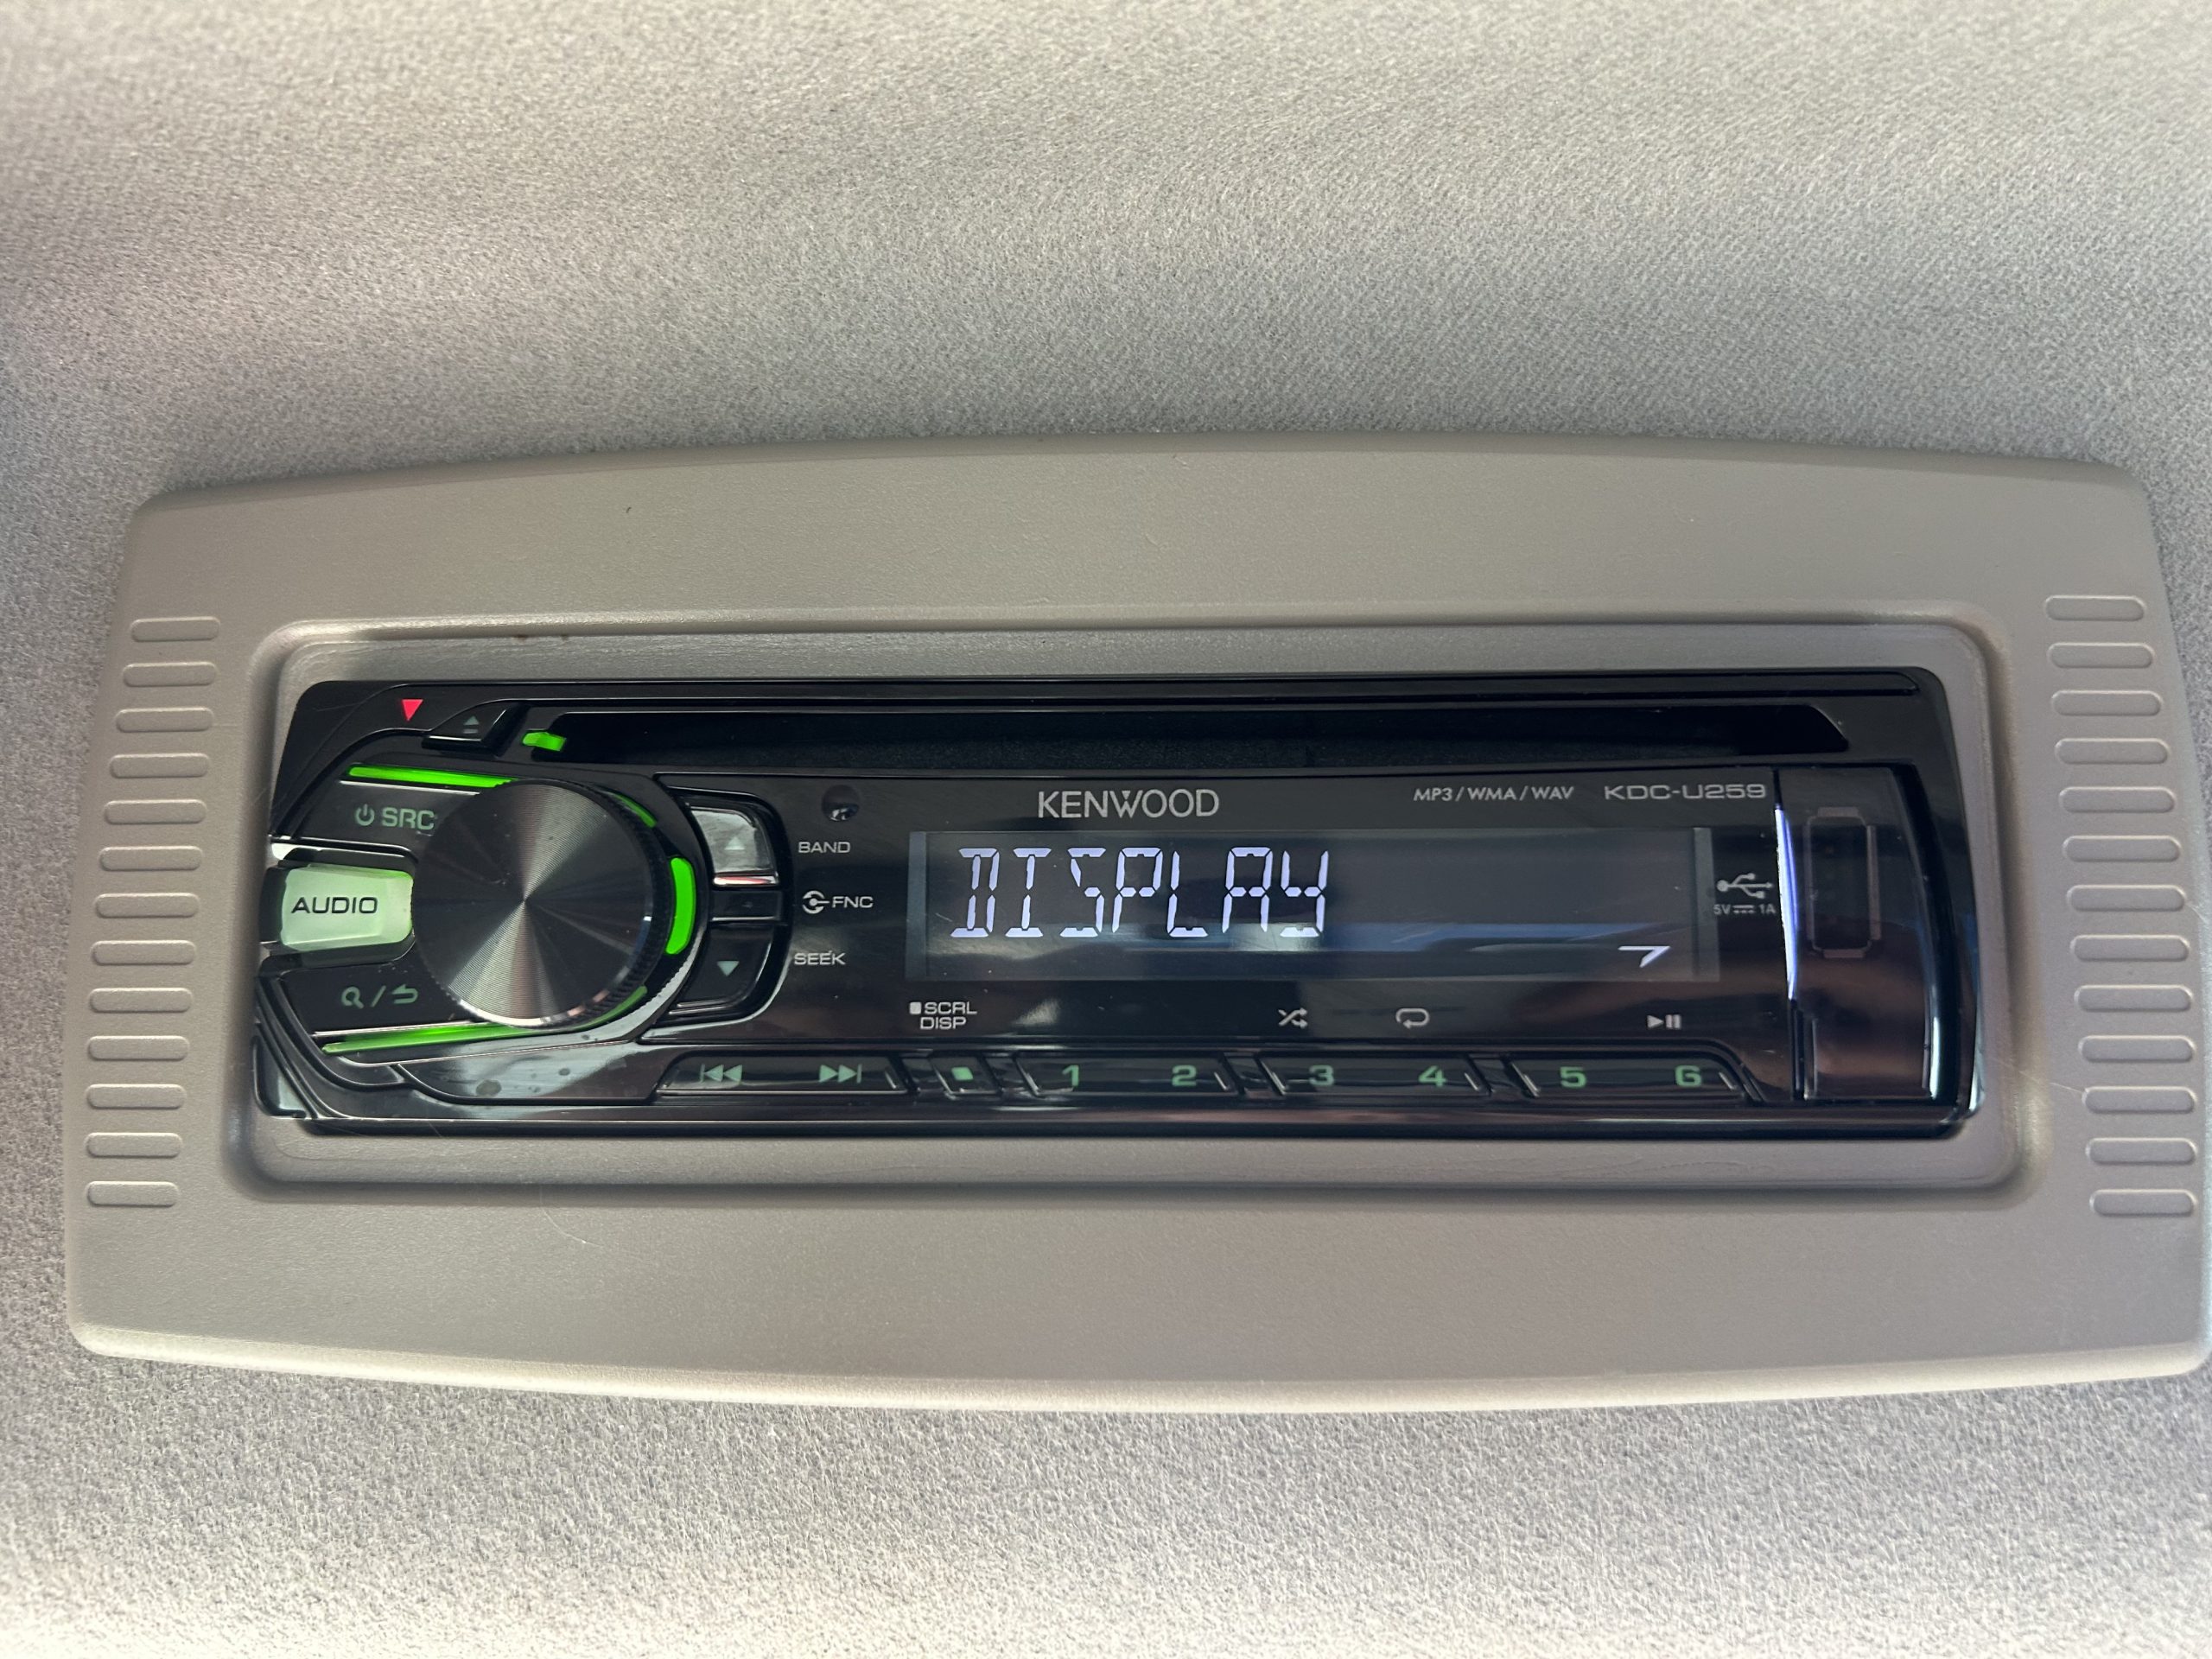 KENWOOD
MP3/WMA/WAV KDC-U259
SRC
AUDIO
BAND
FNC
SEEK
DISPLAY
5V 1A
SCRL
DISP
1 2 3 4 5 6